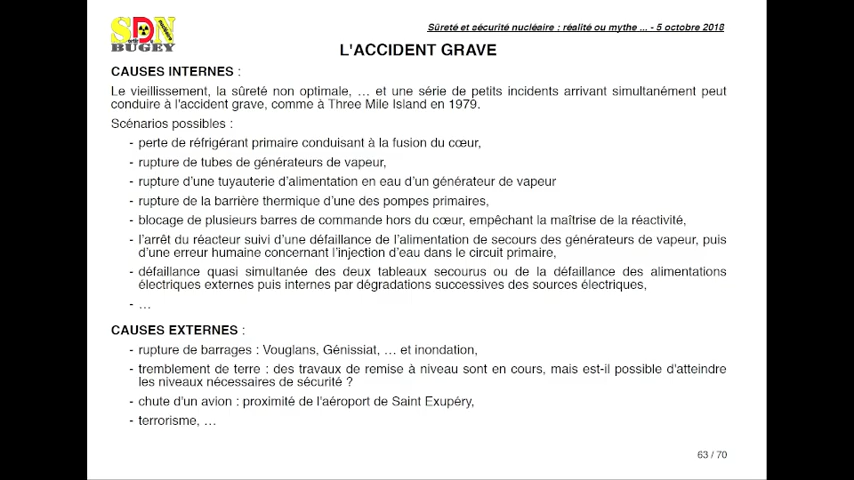 SDN
BUGEY
Sûreté et sécurité nucléaire : réalité ou mythe ... - 5 octobre 2018
L'ACCIDENT GRAVE
CAUSES INTERNES :
Le vieillissement, la sûreté non optimale, … et une série de petits incidents arrivant simultanément peut
conduire à l'accident grave, comme à Three Mile Island en 1979.
Scénarios possibles :
- perte de réfrigérant primaire conduisant à la fusion du cœur,
- rupture de tubes de générateurs de vapeur,
- rupture d'une tuyauterie d'alimentation en eau d'un générateur de vapeur
- rupture de la barrière thermique d'une des pompes primaires,
- blocage de plusieurs barres de commande hors du cœur, empêchant la maîtrise de la réactivité,
- l'arrêt du réacteur suivi d'une défaillance de l'alimentation de secours des générateurs de vapeur, puis
d'une erreur humaine concernant l'injection d'eau dans le circuit primaire,
- défaillance quasi simultanée des deux tableaux secourus ou de la défaillance des alimentations
électriques externes puis internes par dégradations successives des sources électriques,
- …
CAUSES EXTERNES :
- rupture de barrages : Vouglans, Génissiat, … et inondation,
- tremblement de terre : des travaux de remise à niveau sont en cours, mais est-il possible d'atteindre
les niveaux nécessaires de sécurité ?
- chute d'un avion : proximité de l'aéroport de Saint Exupéry,
- terrorisme, …
63 / 70